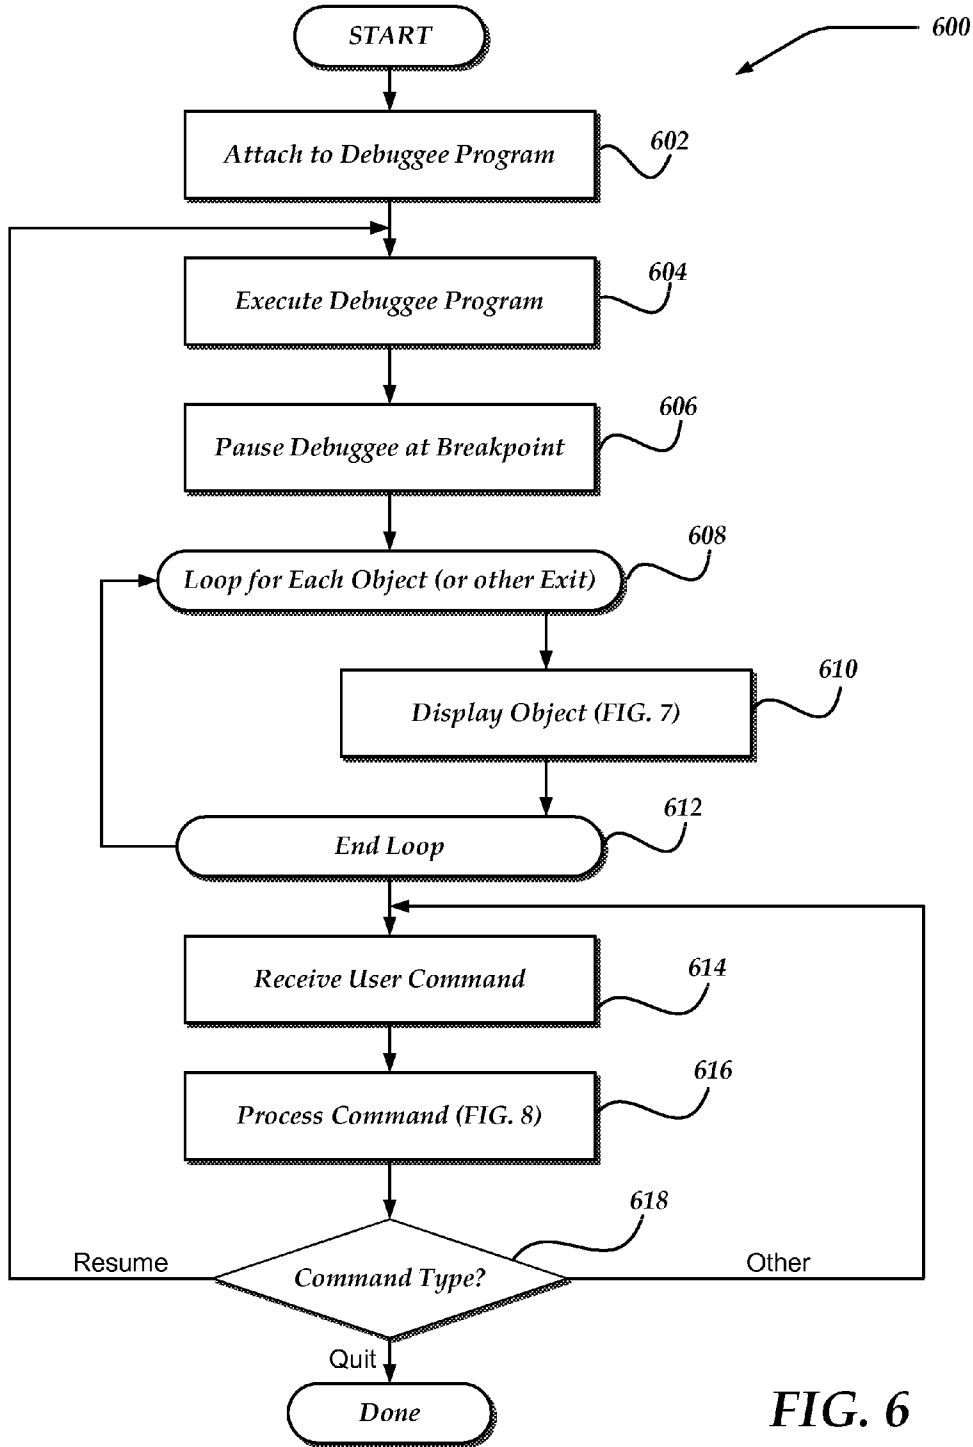 START
600
Attach to Debuggee Program
602
Execute Debuggee Program
604
Pause Debuggee at Breakpoint
606
Loop for Each Object (or other Exit)
608
Display Object (FIG. 7)
610
End Loop
612
Receive User Command
614
Process Command (FIG. 8)
616
618
Resume
Command Type?
Other
Quit
Done
FIG. 6